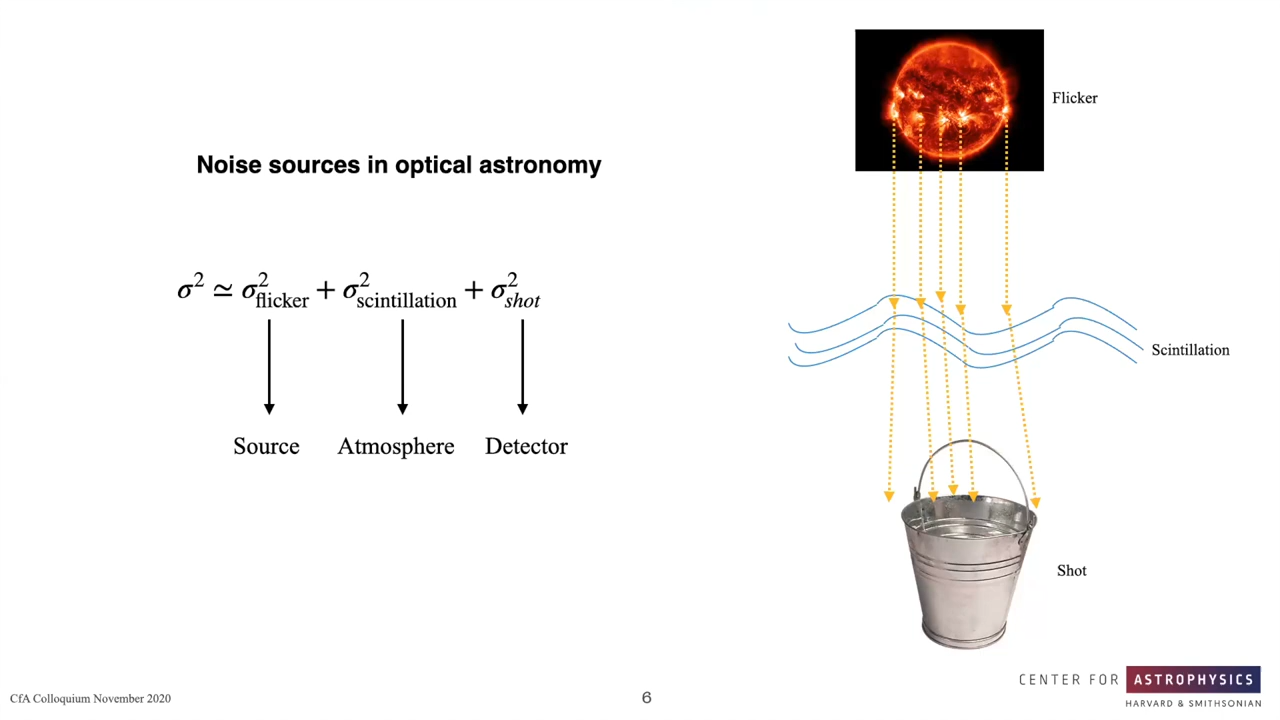 Flicker
Noise sources in optical astronomy
σ² ≃ σ²flicker + σ²scintillation + σ²shot
Scintillation
Source Atmosphere Detector
Shot
CENTER FOR ASTROPHYSICS
HARVARD & SMITHSONIAN
CfA Colloquium November 2020
6